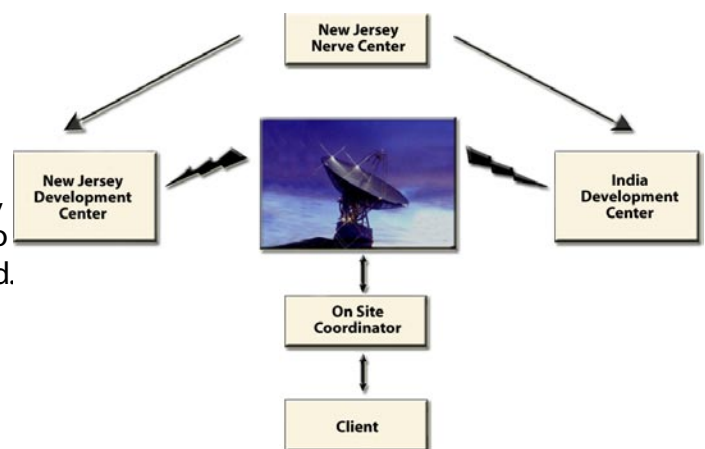 New Jersey
Nerve Center
New Jersey
Development
Center
India
Development
Center
d.
On Site
Coordinator
Client